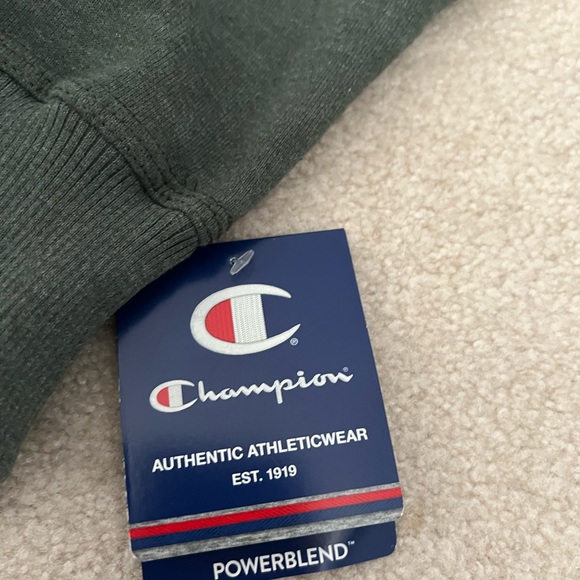 C®
Champion®
AUTHENTIC ATHLETICWEAR
EST. 1919
POWERBLEND™